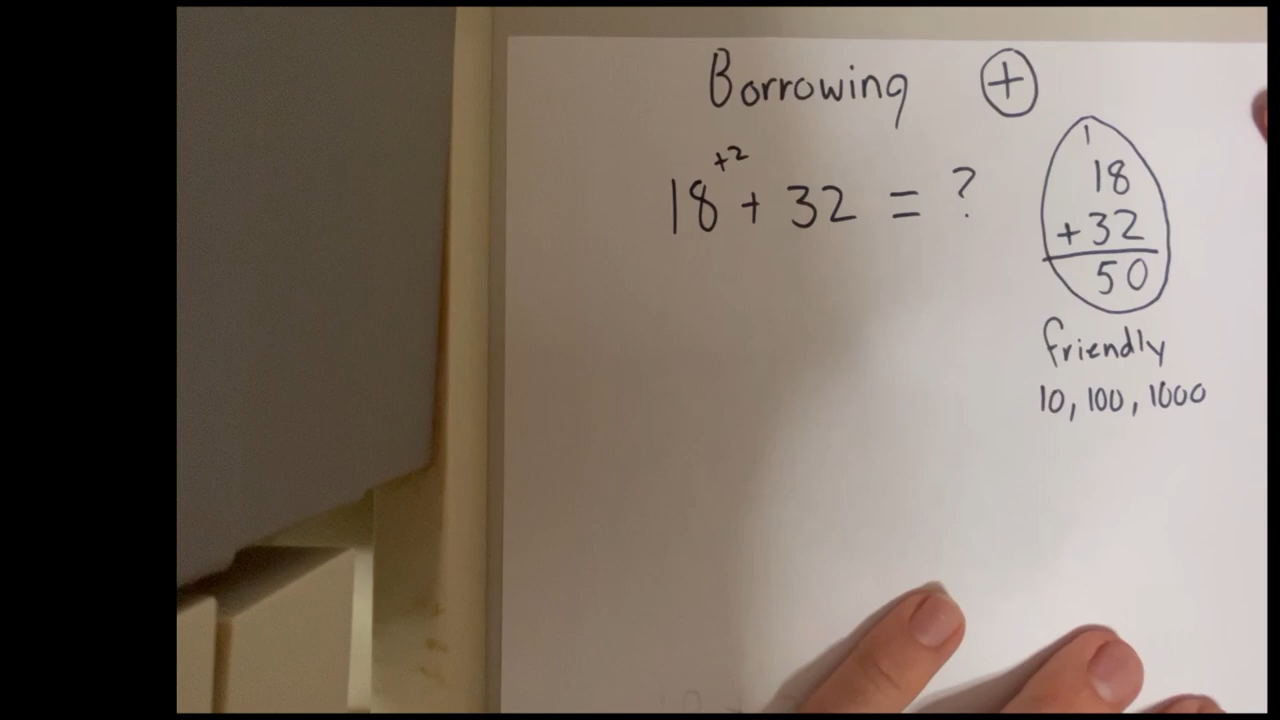 Borrowing +
+2
18 + 32 = ?
1
18
+32
50
friendly
10, 100, 1000